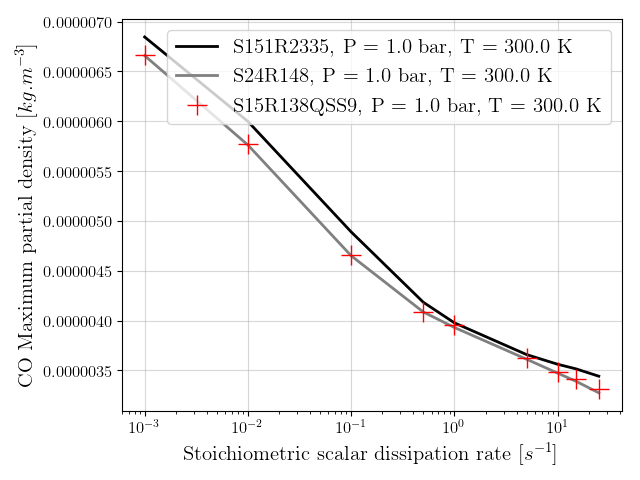 0.0000070
0.0000065
0.0000060
0.0000055
0.0000050
0.0000045
0.0000040
0.0000035
CO Maximum partial density [kg.m⁻³]
S151R2335, P = 1.0 bar, T = 300.0 K
S24R148, P = 1.0 bar, T = 300.0 K
S15R138QSS9, P = 1.0 bar, T = 300.0 K
10⁻³ 10⁻² 10⁻¹ 10⁰ 10¹
Stoichiometric scalar dissipation rate [s⁻¹]